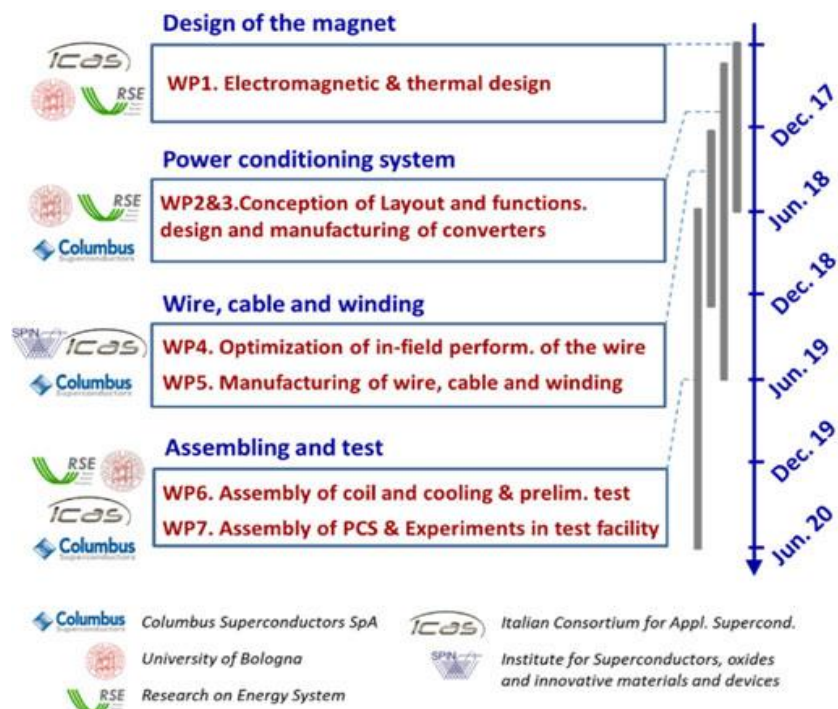 Design of the magnet
icas
RSE
WP1. Electromagnetic & thermal design
Dec. 17
Power conditioning system
RSE
Columbus
Superconductors
WP2&3.Conception of Layout and functions.
design and manufacturing of converters
Jun. 18
Dec. 18
Wire, cable and winding
SPIN
icas
Columbus
Superconductors
WP4. Optimization of in-field perform. of the wire
WP5. Manufacturing of wire, cable and winding
Jun. 19
Assembling and test
RSE
icas
Columbus
Superconductors
WP6. Assembly of coil and cooling & prelim. test
WP7. Assembly of PCS & Experiments in test facility
Dec. 19
Jun. 20
Columbus
Superconductors
Columbus Superconductors SpA
icas
Italian Consortium for Appl. Supercond.
University of Bologna
SPIN
Institute for Superconductors, oxides
and innovative materials and devices
RSE
Research on Energy System